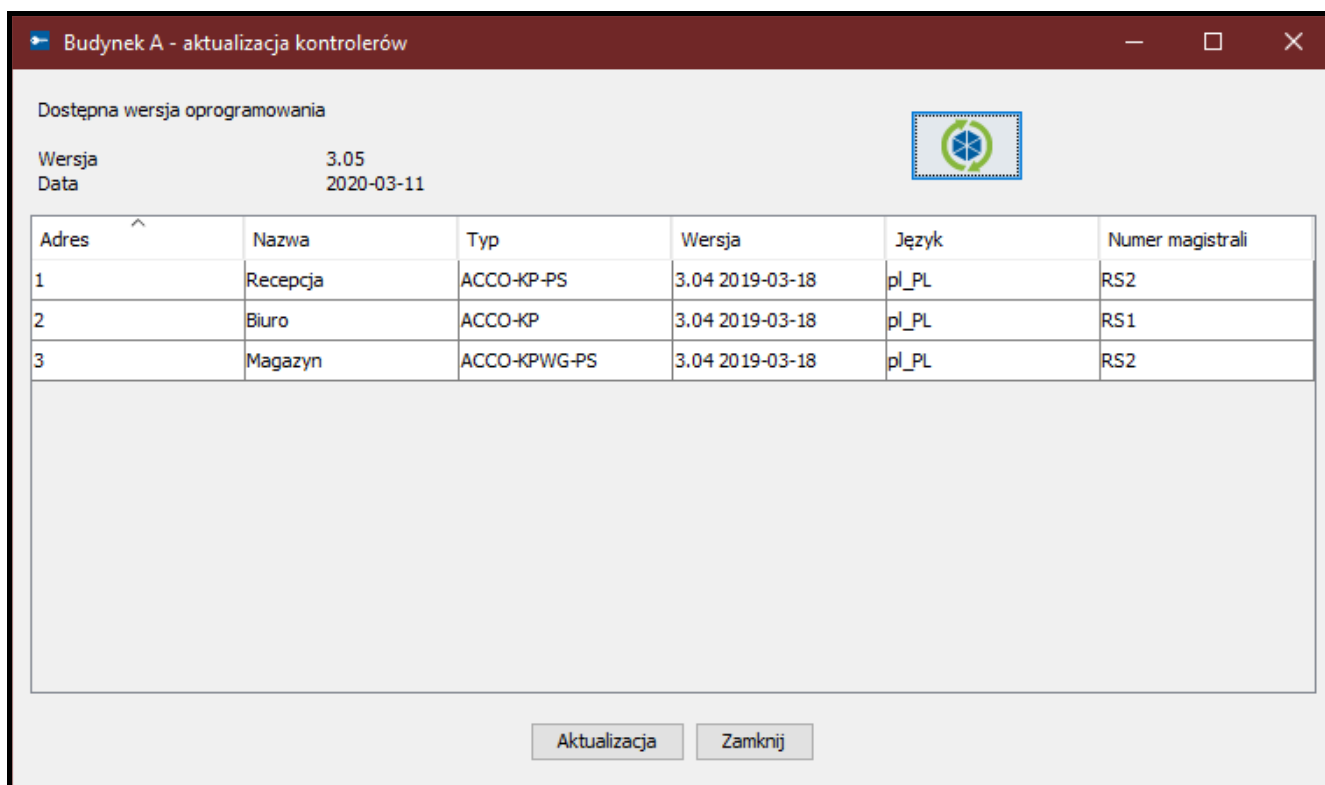 Budynek A - aktualizacja kontrolerów
Dostępna wersja oprogramowania
Wersja 3.05
Data 2020-03-11
Adres Nazwa Typ Wersja Język Numer magistrali
1 Recepcja ACCO-KP-PS 3.04 2019-03-18 pl_PL RS2
2 Biuro ACCO-KP 3.04 2019-03-18 pl_PL RS1
3 Magazyn ACCO-KPWG-PS 3.04 2019-03-18 pl_PL RS2
Aktualizacja Zamknij